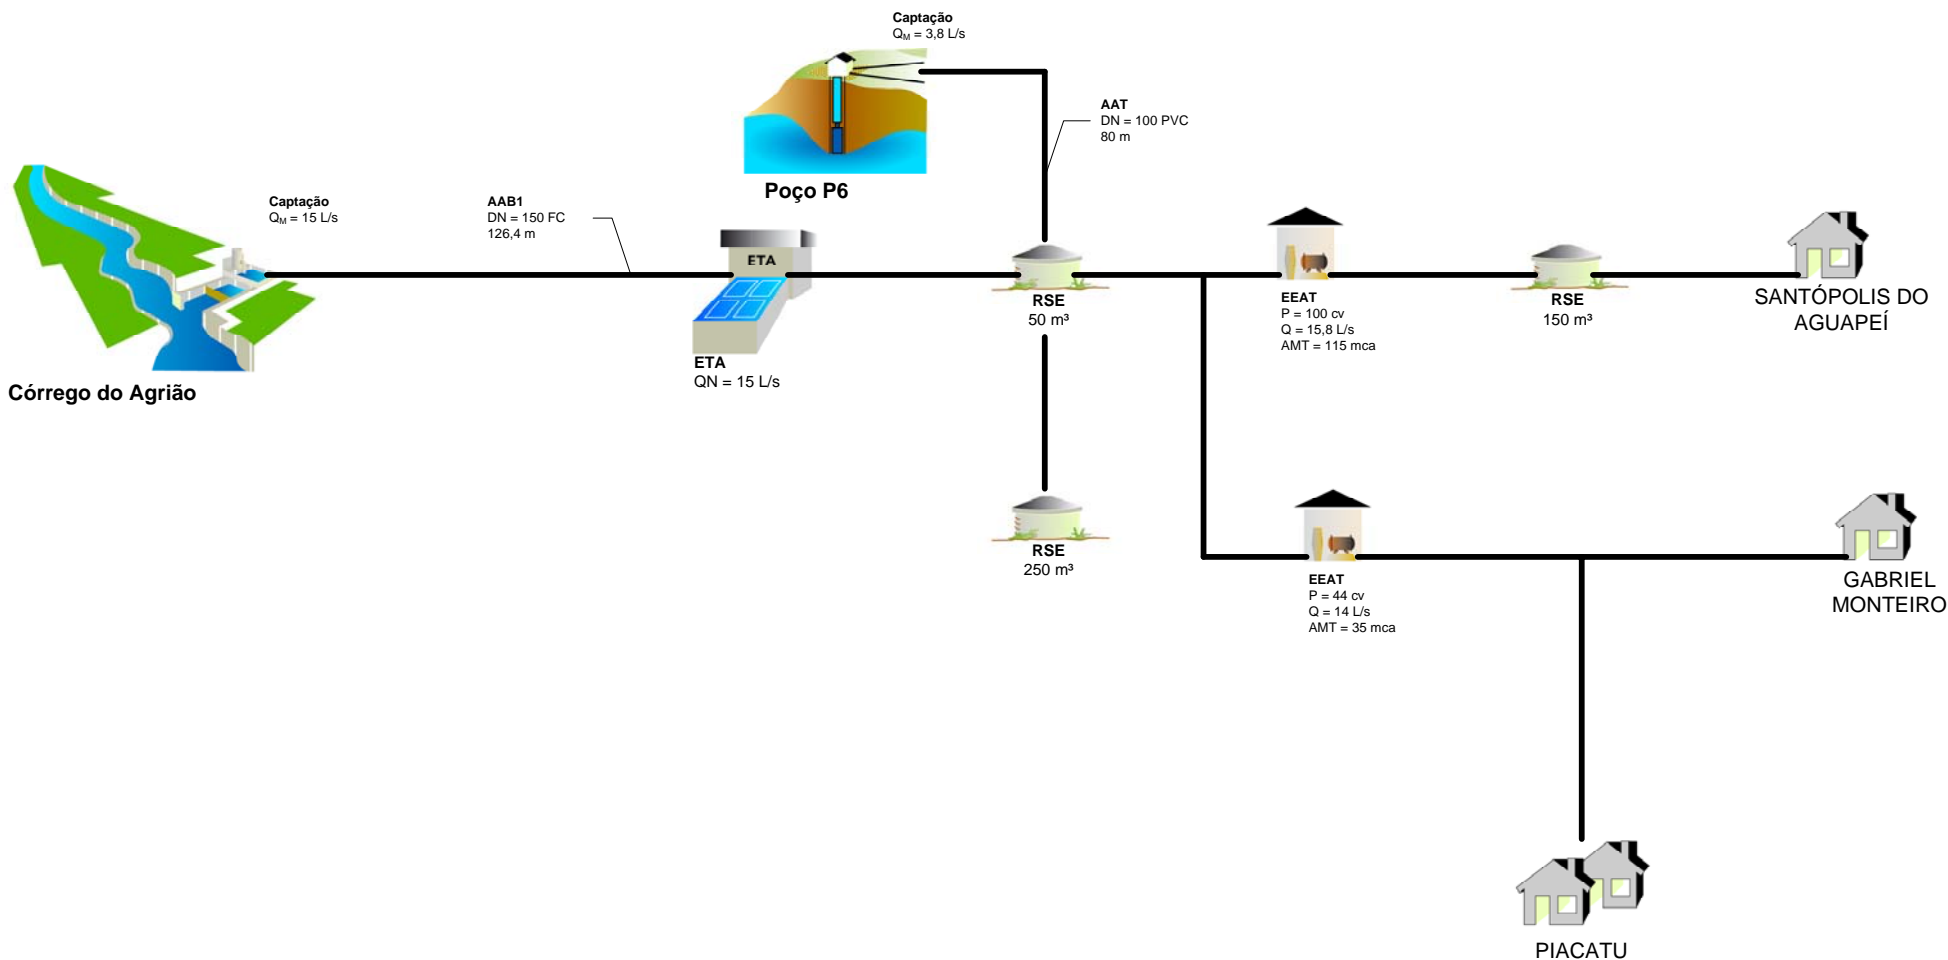 Captação
QM = 3,8 L/s
AAT
DN = 100 PVC
80 m
Poço P6
Captação
QM = 15 L/s
AAB1
DN = 150 FC
126,4 m
ETA
ETA
QN = 15 L/s
Córrego do Agrião
RSE
50 m³
EEAT
P = 100 cv
Q = 15,8 L/s
AMT = 115 mca
RSE
150 m³
SANTÓPOLIS DO
AGUAPEÍ
RSE
250 m³
EEAT
P = 44 cv
Q = 14 L/s
AMT = 35 mca
GABRIEL
MONTEIRO
PIACATU